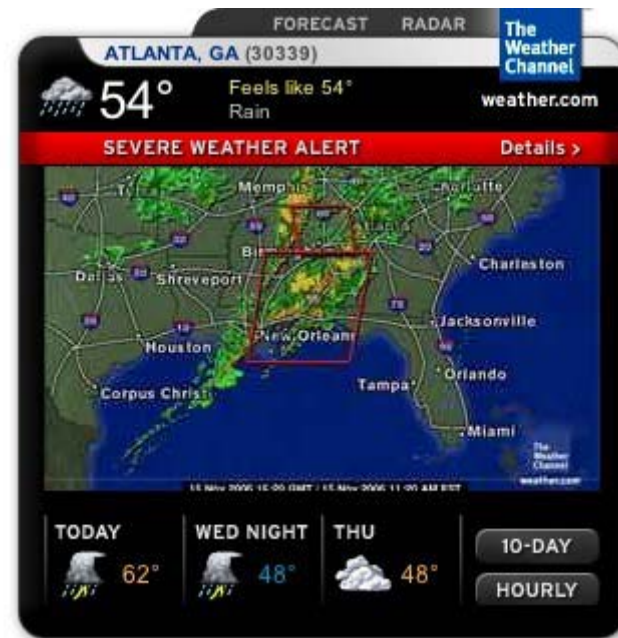 FORECAST RADAR
The
Weather
Channel
ATLANTA, GA (30339)
54°
Feels like 54°
Rain
weather.com
SEVERE WEATHER ALERT Details >
Memphis
Charlotte
Dallas
Shreveport
Charleston
New Orleans
Jacksonville
Houston
Orlando
Tampa
Corpus Christi
Miami
The
Weather
Channel
weather.com
TODAY
62°
WED NIGHT
48°
THU
48°
10-DAY
HOURLY